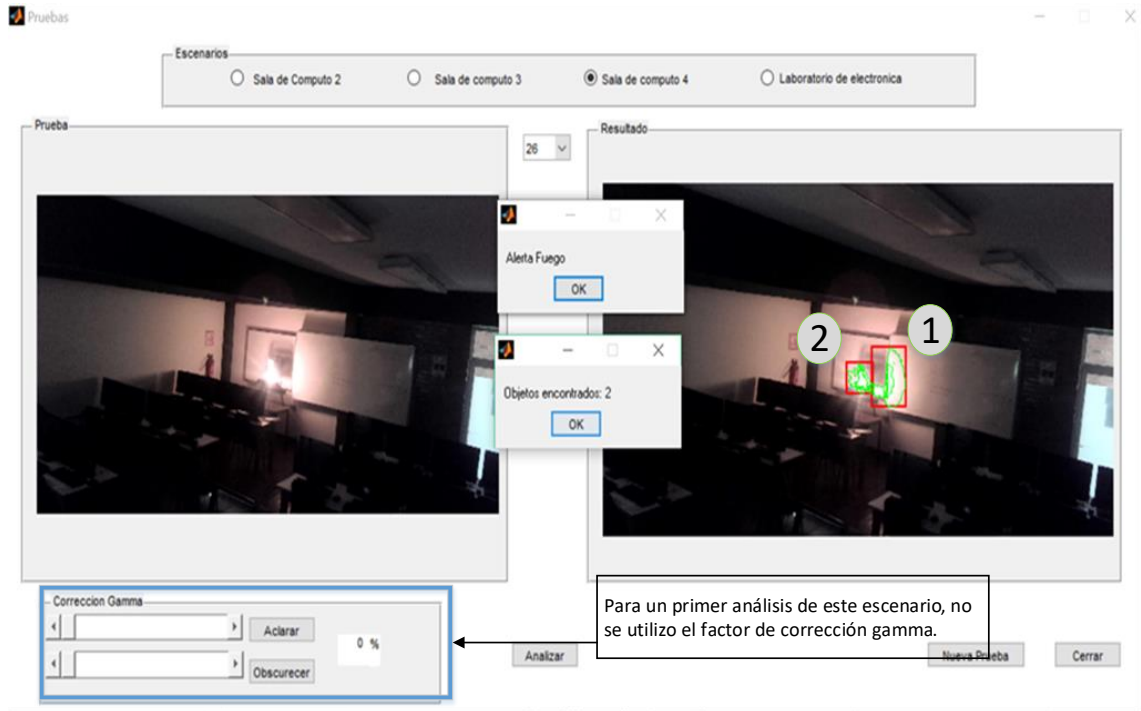 Pruebas
Escenarios
Sala de Computo 2
Sala de computo 3
Sala de computo 4
Laboratorio de electronica
Prueba
26
Resultado
Alerta Fuego
OK
Objetos encontrados: 2
OK
2
1
Correccion Gamma
Aclarar
0 %
Obscurecer
Para un primer análisis de este escenario, no
se utilizo el factor de corrección gamma.
Analizar
Nueva Prueba
Cerrar